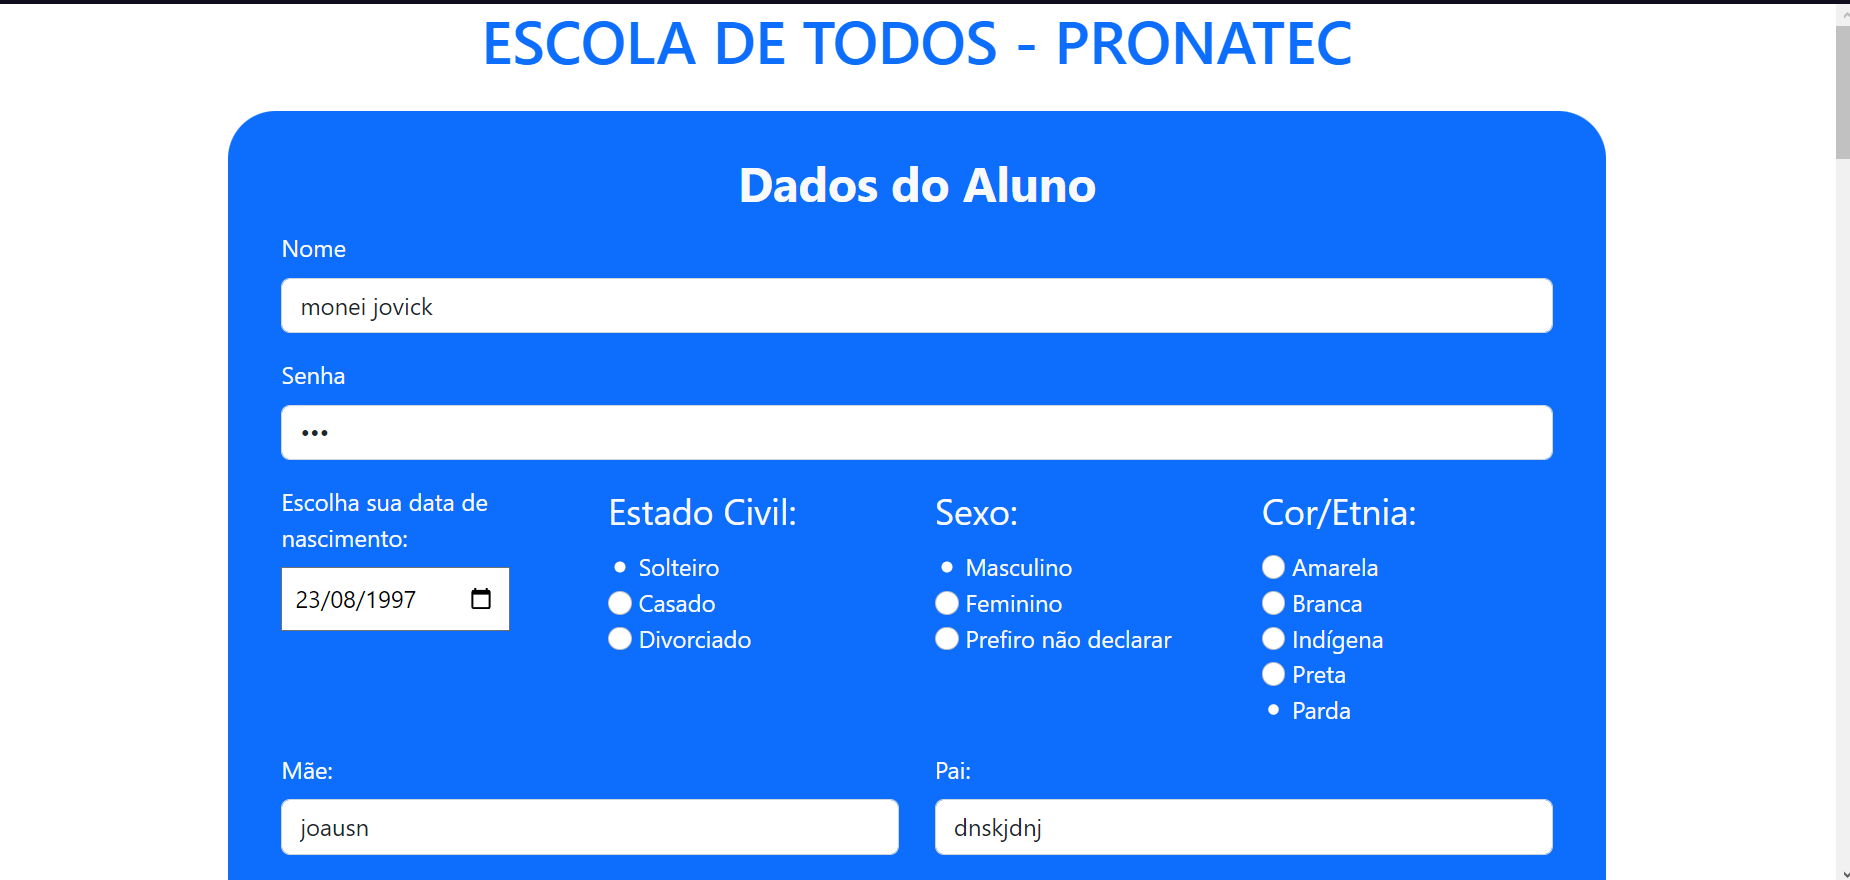 ESCOLA DE TODOS - PRONATEC
Dados do Aluno
Nome
monei jovick
Senha
•••
Escolha sua data de
nascimento:
23/08/1997
Estado Civil:
Solteiro
Casado
Divorciado
Sexo:
Masculino
Feminino
Prefiro não declarar
Cor/Etnia:
Amarela
Branca
Indígena
Preta
Parda
Mãe:
joausn
Pai:
dnskjdnj